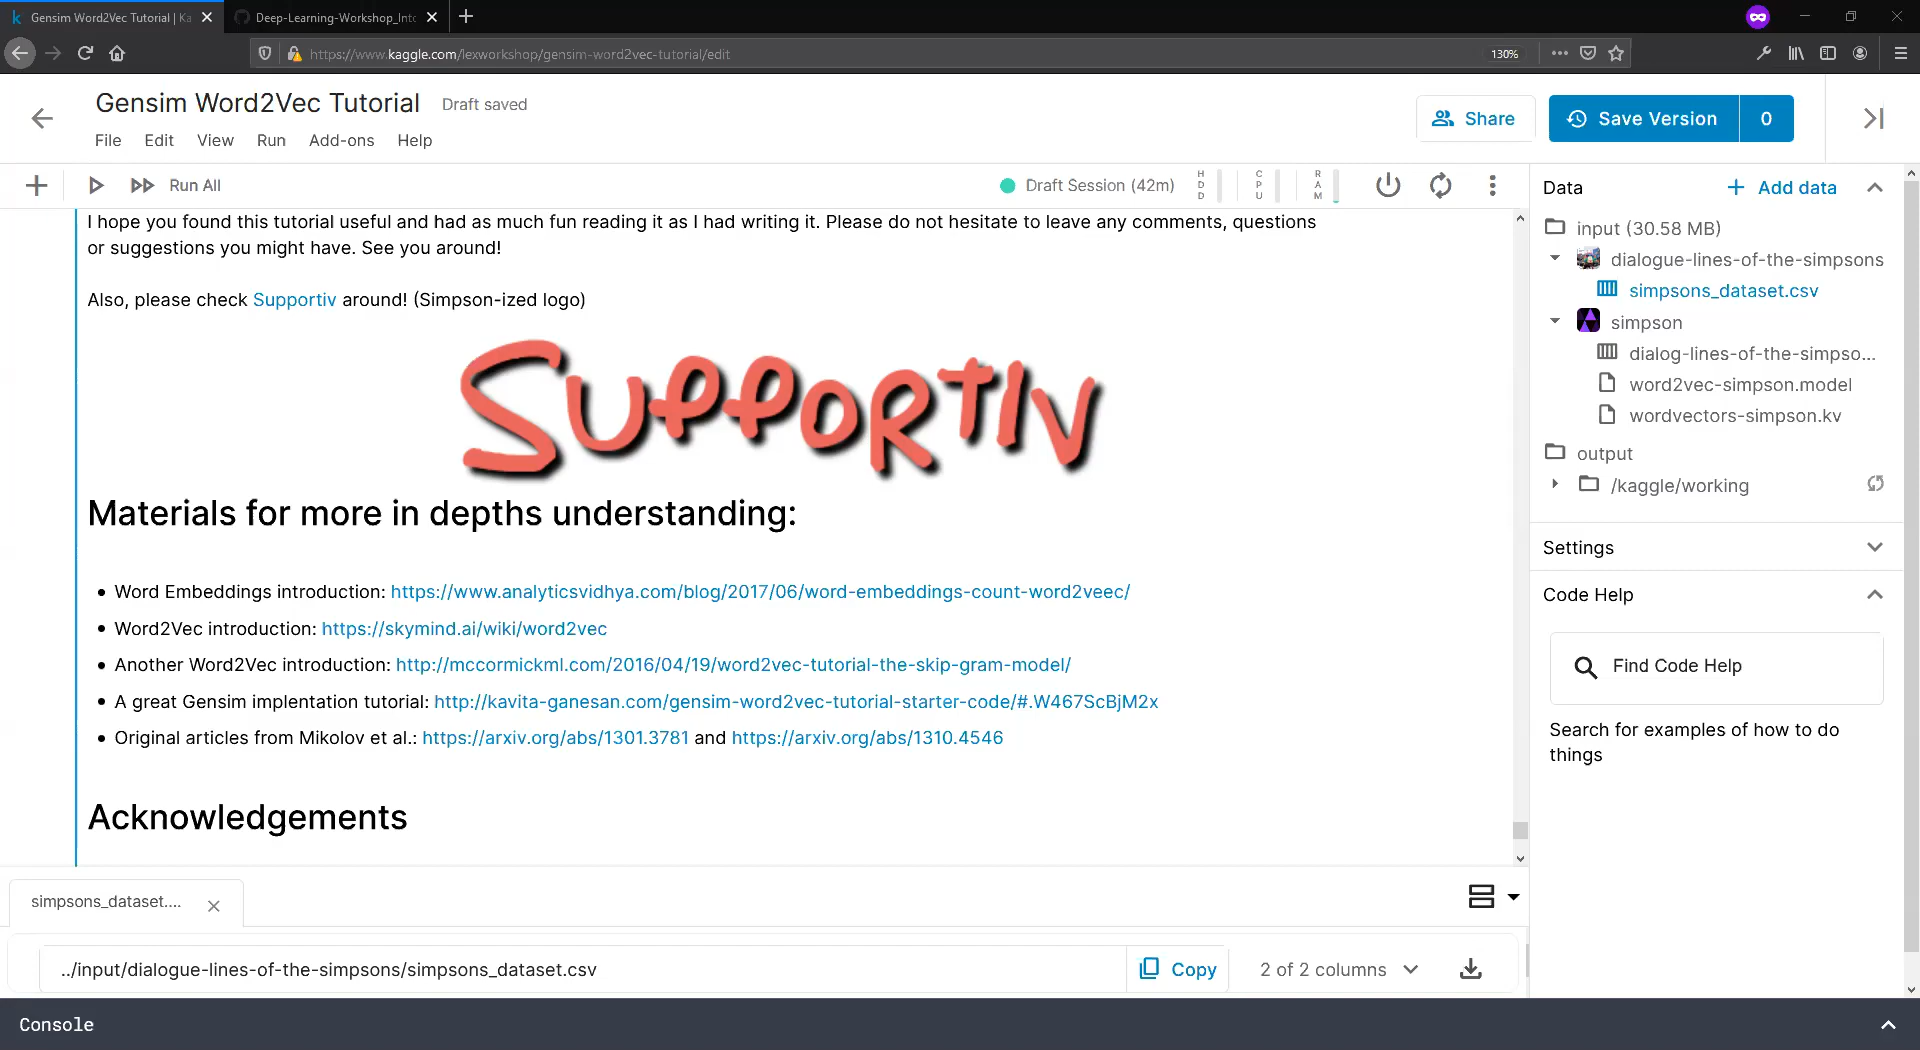 Gensim Word2Vec Tutorial | Ka
Deep-Learning-Workshop_Int
https://www.kaggle.com/lexworkshop/gensim-word2vec-tutorial/edit
130%
Gensim Word2Vec Tutorial
Draft saved
Share
Save Version
0
File Edit View Run Add-ons Help
Run All
Draft Session (42m)
HDD
CPU
RAM
Data
Add data
I hope you found this tutorial useful and had as much fun reading it as I had writing it. Please do not hesitate to leave any comments, questions
or suggestions you might have. See you around!
Also, please check Supportiv around! (Simpson-ized logo)
Supportiv
Materials for more in depths understanding:
Word Embeddings introduction: https://www.analyticsvidhya.com/blog/2017/06/word-embeddings-count-word2veec/
Word2Vec introduction: https://skymind.ai/wiki/word2vec
Another Word2Vec introduction: http://mccormickml.com/2016/04/19/word2vec-tutorial-the-skip-gram-model/
A great Gensim implentation tutorial: http://kavita-ganesan.com/gensim-word2vec-tutorial-starter-code/#.W467ScBjM2x
Original articles from Mikolov et al.: https://arxiv.org/abs/1301.3781 and https://arxiv.org/abs/1310.4546
Acknowledgements
input (30.58 MB)
dialogue-lines-of-the-simpsons
simpsons_dataset.csv
simpson
dialog-lines-of-the-simpso...
word2vec-simpson.model
wordvectors-simpson.kv
output
/kaggle/working
Settings
Code Help
Find Code Help
Search for examples of how to do
things
simpsons_dataset....
../input/dialogue-lines-of-the-simpsons/simpsons_dataset.csv
Copy
2 of 2 columns
Console